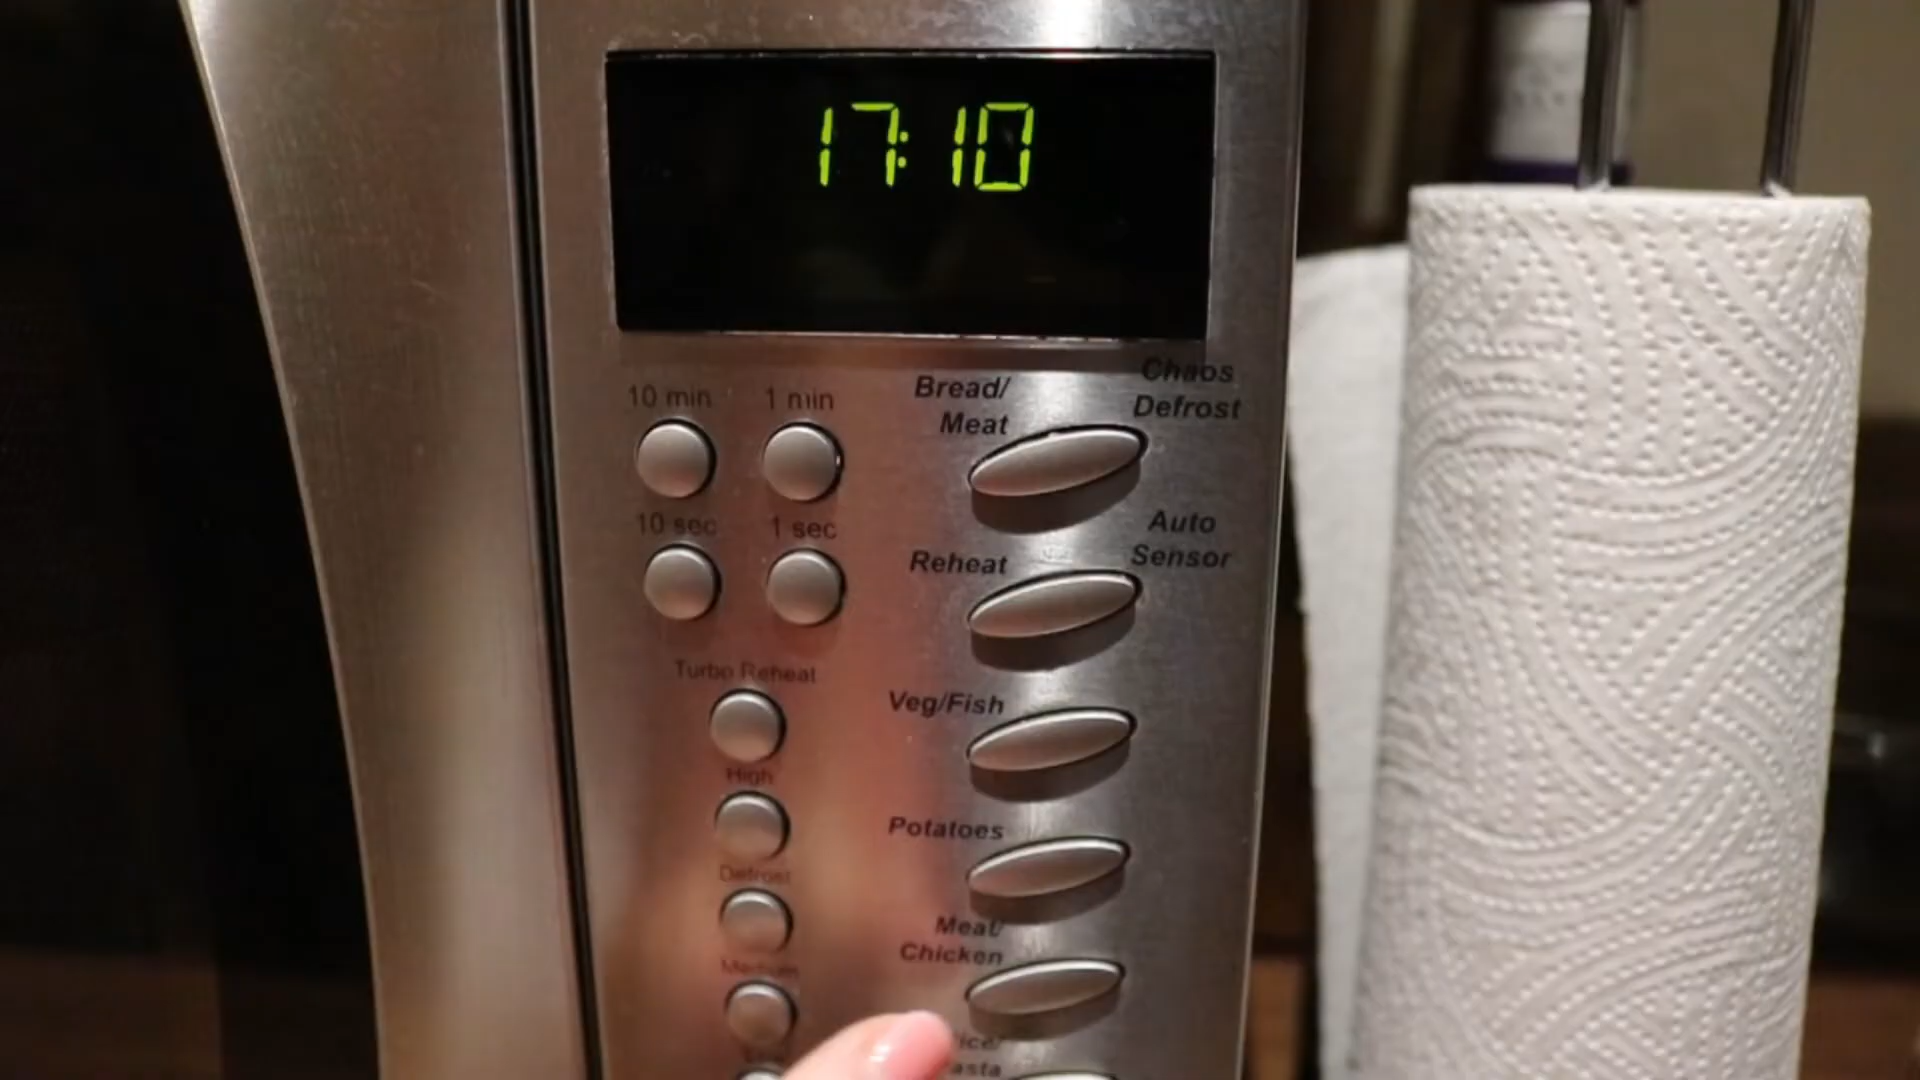 17:10
Chaos
Defrost
Bread/
Meat
10 min 1 min
10 sec 1 sec
Auto
Sensor
Reheat
Turbo Reheat
Veg/Fish
High
Potatoes
Defrost
Meat/
Chicken
Medium